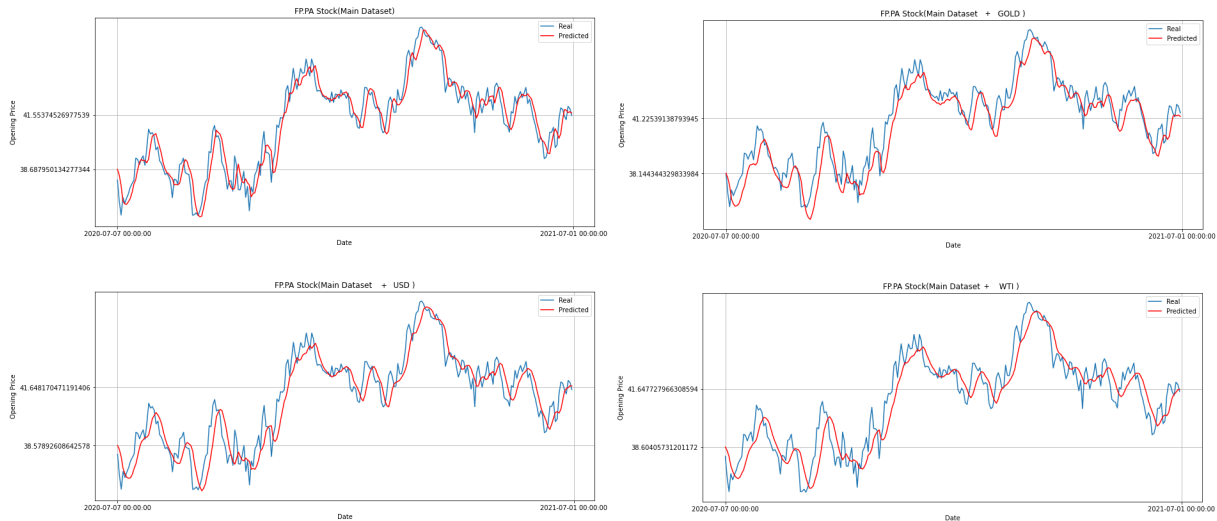 FP.PA Stock(Main Dataset)
Real
Predicted
Opening Price
41.55374526977539
38.687950134277344
2020-07-07 00:00:00
2021-07-01 00:00:00
Date
FP.PA Stock(Main Dataset + GOLD )
Real
Predicted
Opening Price
41.22539138793945
38.144344329833984
2020-07-07 00:00:00
2021-07-01 00:00:00
Date
FP.PA Stock(Main Dataset + USD )
Real
Predicted
Opening Price
41.648170471191406
38.57892608642578
2020-07-07 00:00:00
2021-07-01 00:00:00
Date
FP.PA Stock(Main Dataset + WTI )
Real
Predicted
Opening Price
41.647727966308594
38.60405731201172
2020-07-07 00:00:00
2021-07-01 00:00:00
Date